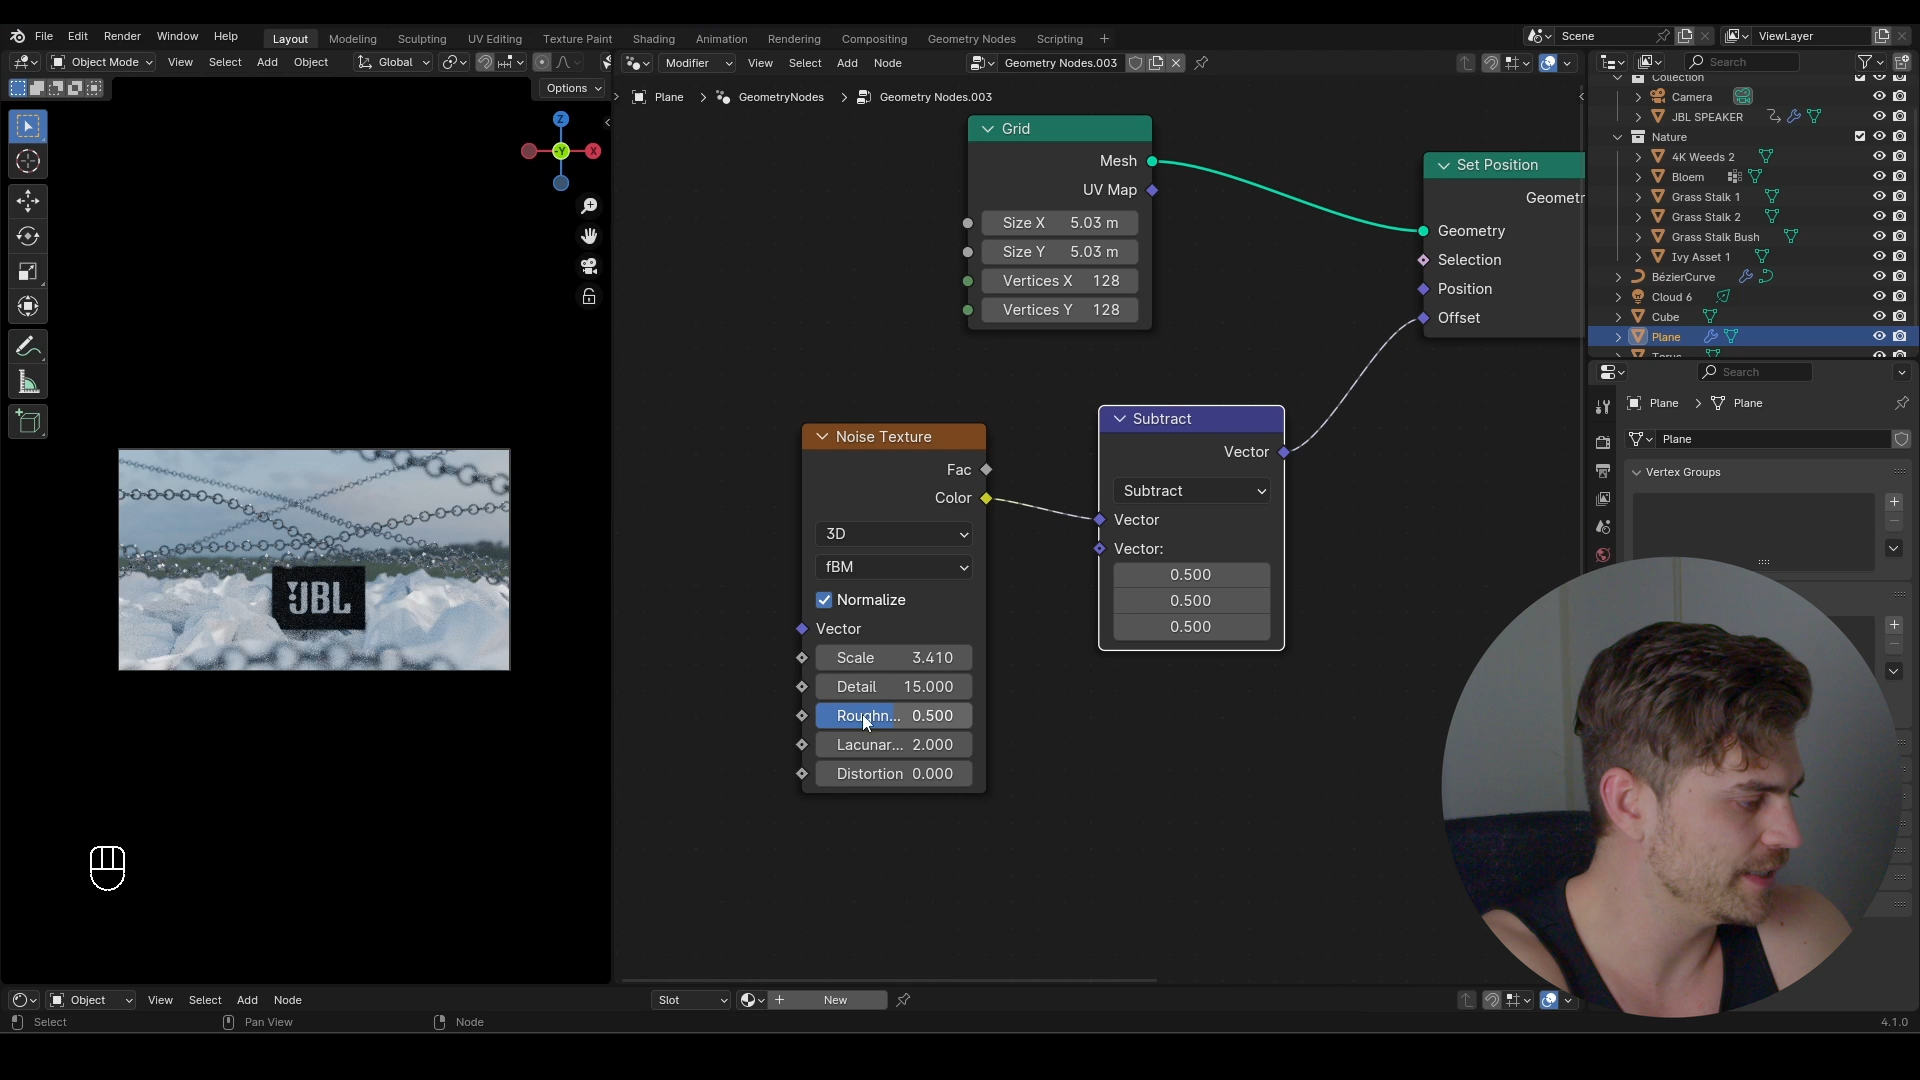 File Edit Render Window Help
Layout Modeling Sculpting UV Editing Texture Paint Shading Animation Rendering Compositing Geometry Nodes Scripting +
Scene
ViewLayer
Object Mode View Select Add Object Global
Options
Z
-Y
X
Modifier View Select Add Node
Geometry Nodes.003
Plane > GeometryNodes > Geometry Nodes.003
Grid
Mesh
UV Map
Size X 5.03 m
Size Y 5.03 m
Vertices X 128
Vertices Y 128
Set Position
Geometr
Geometry
Selection
Position
Offset
Noise Texture
Fac
Color
3D
fBM
Normalize
Vector
Scale 3.410
Detail 15.000
Roughn... 0.500
Lacunar... 2.000
Distortion 0.000
Subtract
Vector
Subtract
Vector
Vector:
0.500
0.500
0.500
JBL
Search
Collection
Camera
JBL SPEAKER
Nature
4K Weeds 2
Bloem
Grass Stalk 1
Grass Stalk 2
Grass Stalk Bush
Ivy Asset 1
BézierCurve
Cloud 6
Cube
Plane
Search
Plane > Plane
Plane
Vertex Groups
Object View Select Add Node
Slot
+ New
Select
Pan View
Node
4.1.0